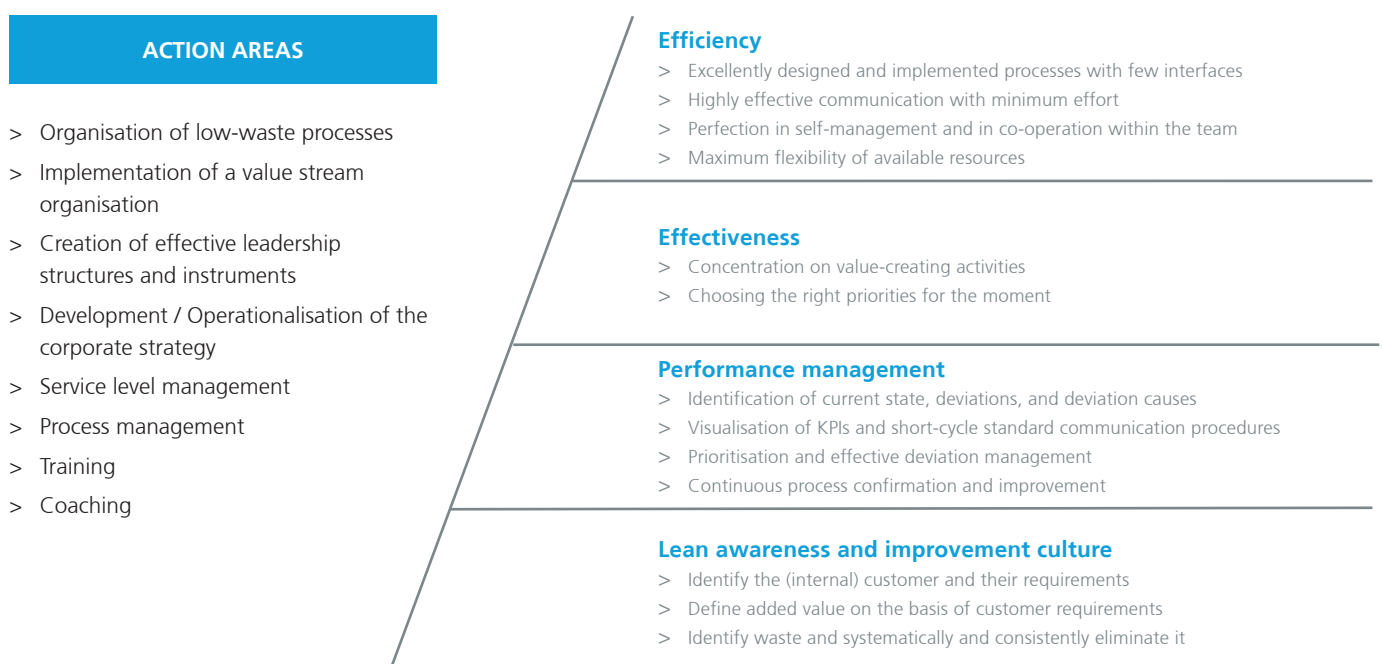 ACTION AREAS
> Organisation of low-waste processes
> Implementation of a value stream
organisation
> Creation of effective leadership
structures and instruments
> Development / Operationalisation of the
corporate strategy
> Service level management
> Process management
> Training
> Coaching
Efficiency
> Excellently designed and implemented processes with few interfaces
> Highly effective communication with minimum effort
> Perfection in self-management and in co-operation within the team
> Maximum flexibility of available resources
Effectiveness
> Concentration on value-creating activities
> Choosing the right priorities for the moment
Performance management
> Identification of current state, deviations, and deviation causes
> Visualisation of KPIs and short-cycle standard communication procedures
> Prioritisation and effective deviation management
> Continuous process confirmation and improvement
Lean awareness and improvement culture
> Identify the (internal) customer and their requirements
> Define added value on the basis of customer requirements
> Identify waste and systematically and consistently eliminate it